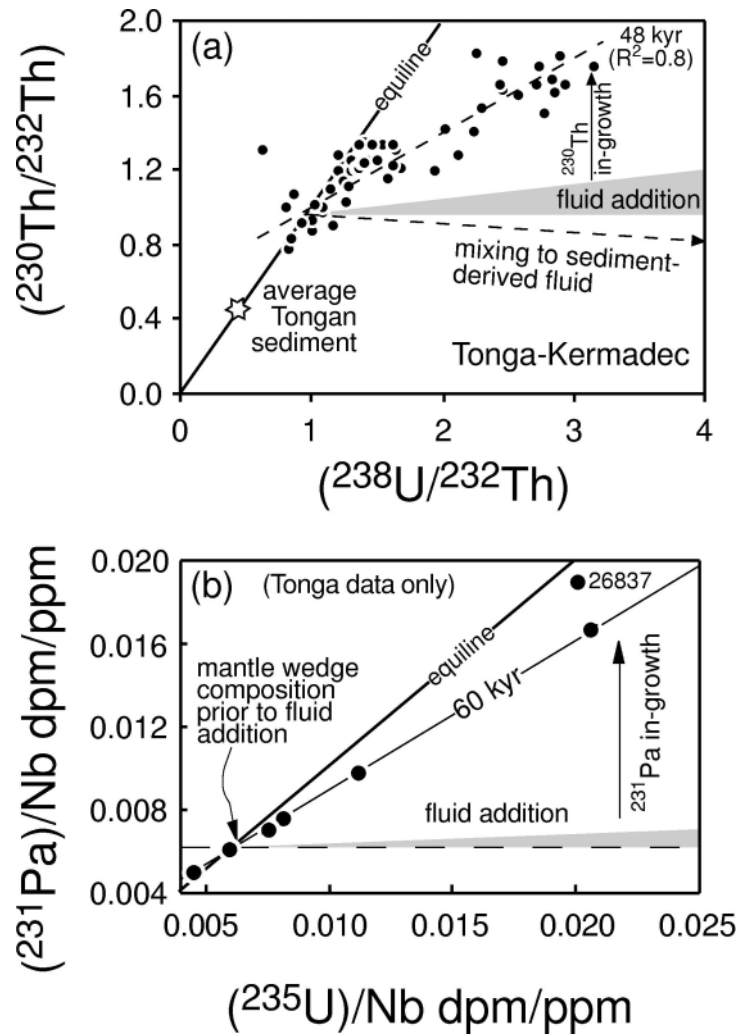 (a)
equiline
48 kyr
(R²=0.8)
²³⁰Th
in-growth
fluid addition
mixing to sediment-
derived fluid
average
Tongan
sediment
Tonga-Kermadec
(²³⁰Th/²³²Th)
2.0
1.6
1.2
0.8
0.4
0.0
0
1
2
3
4
(²³⁸U/²³²Th)
(b)
(Tonga data only)
26837
equiline
mantle wedge
composition
prior to fluid
addition
60 kyr
fluid addition
²³¹Pa in-growth
(²³¹Pa)/Nb dpm/ppm
0.020
0.016
0.012
0.008
0.004
0.005
0.010
0.015
0.020
0.025
(²³⁵U)/Nb dpm/ppm